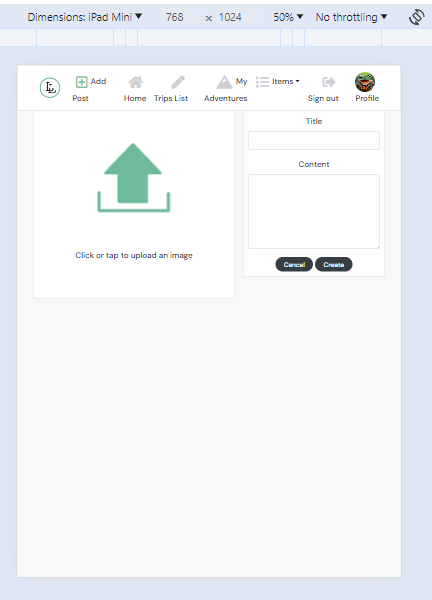 Dimensions: iPad Mini ▼ 768 × 1024 50% ▼ No throttling ▼
Add My Items
Post Home Trips List Adventures Sign out Profile
Title
Content
Click or tap to upload an image
Cancel Create